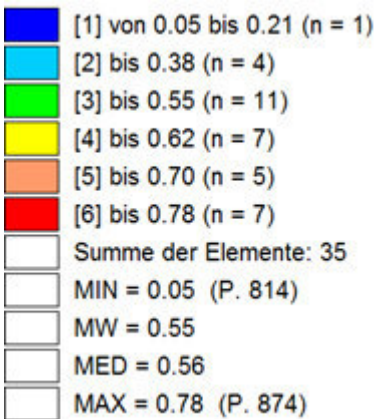 [1] von 0.05 bis 0.21 (n = 1)
[2] bis 0.38 (n = 4)
[3] bis 0.55 (n = 11)
[4] bis 0.62 (n = 7)
[5] bis 0.70 (n = 5)
[6] bis 0.78 (n = 7)
Summe der Elemente: 35
MIN = 0.05 (P. 814)
MW = 0.55
MED = 0.56
MAX = 0.78 (P. 874)